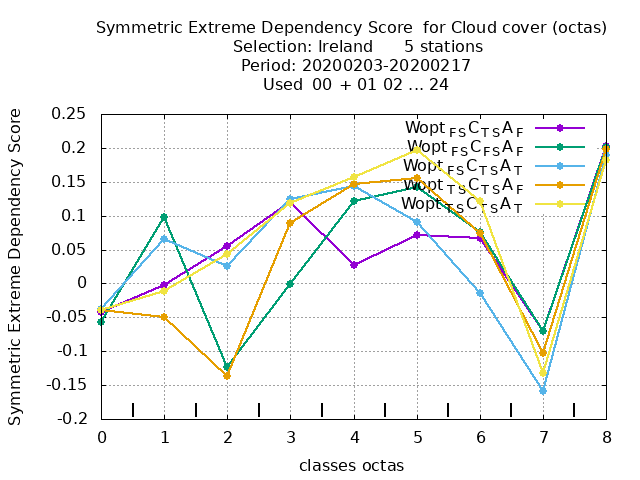 Symmetric Extreme Dependency Score  for Cloud cover (octas)
Selection: Ireland      5 stations
Period: 20200203-20200217
Used  00 + 01 02 ... 24
Symmetric Extreme Dependency Score
0.25
0.2
0.15
0.1
0.05
0
-0.05
-0.1
-0.15
-0.2
Wopt FS C TS A F
Wopt FS C FS A F
Wopt FS C TS A T
Wopt TS C TS A F
Wopt TS C TS A T
0 1 2 3 4 5 6 7 8
classes octas